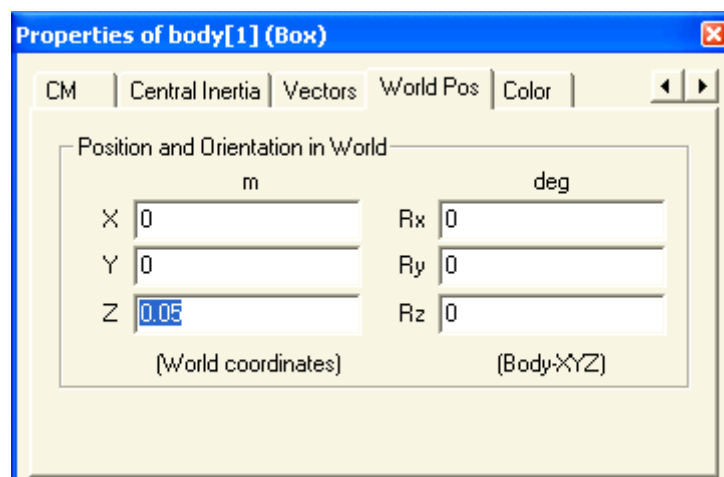 Properties of body[1] (Box)
CM Central Inertia Vectors World Pos Color
Position and Orientation in World
m deg
X 0 Rx 0
Y 0 Ry 0
Z 0.05 Rz 0
(World coordinates) (Body-XYZ)